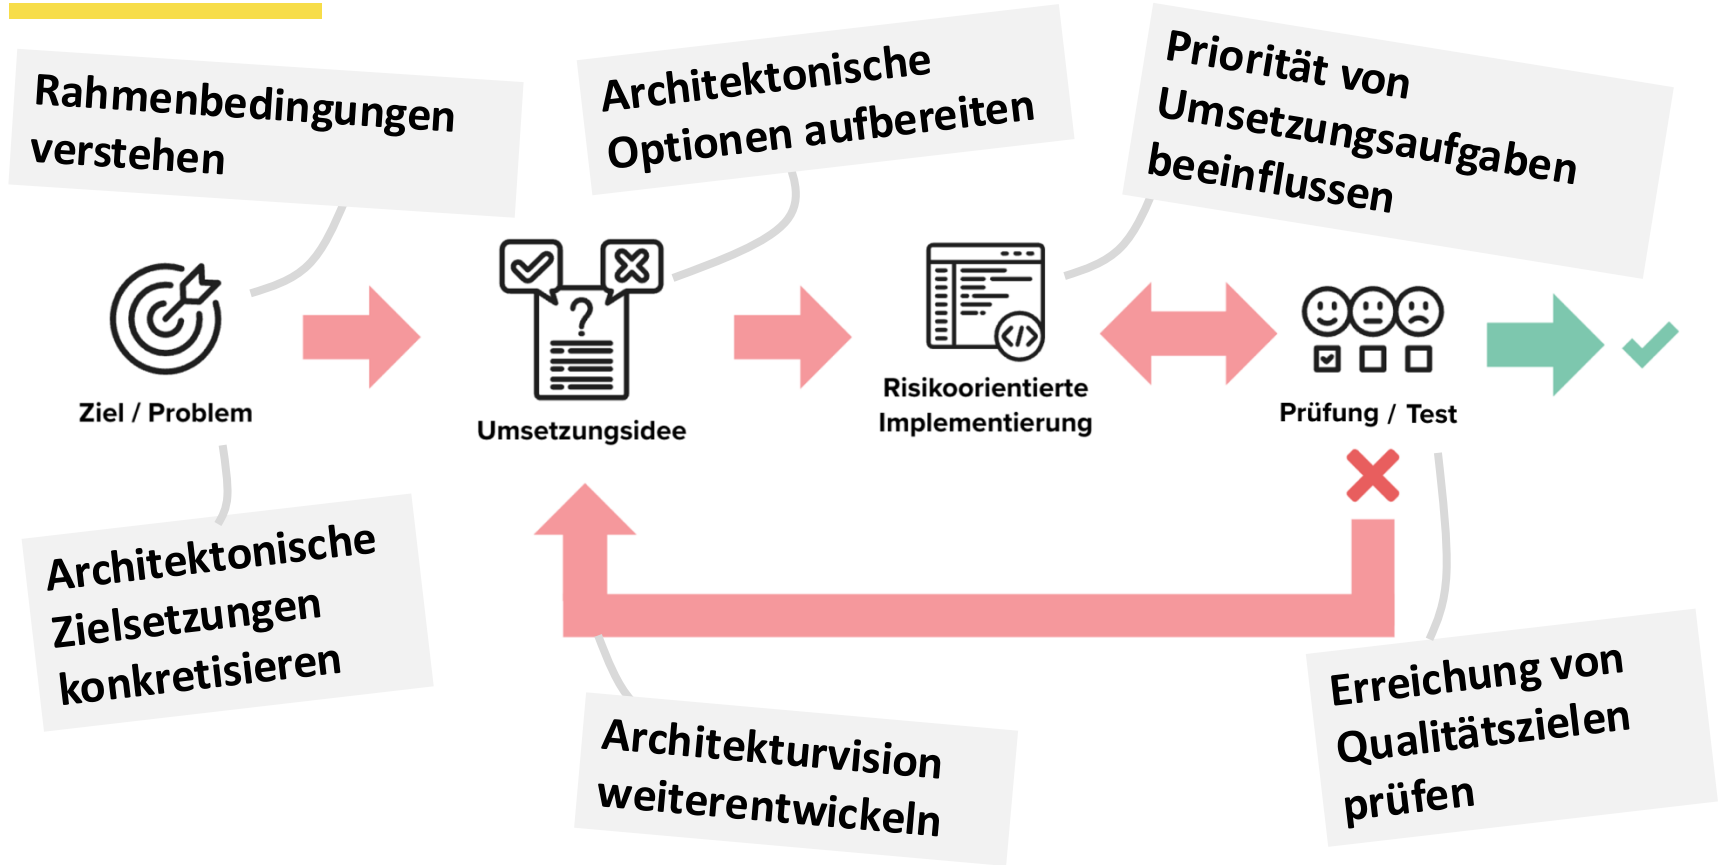 Rahmenbedingungen
verstehen
Architektonische
Optionen aufbereiten
Priorität von
Umsetzungsaufgaben
beeinflussen
?
</>
Ziel / Problem
Umsetzungsidee
Risikoorientierte
Implementierung
Prüfung / Test
Architektonische
Zielsetzungen
konkretisieren
Architekturvision
weiterentwickeln
Erreichung von
Qualitätszielen
prüfen